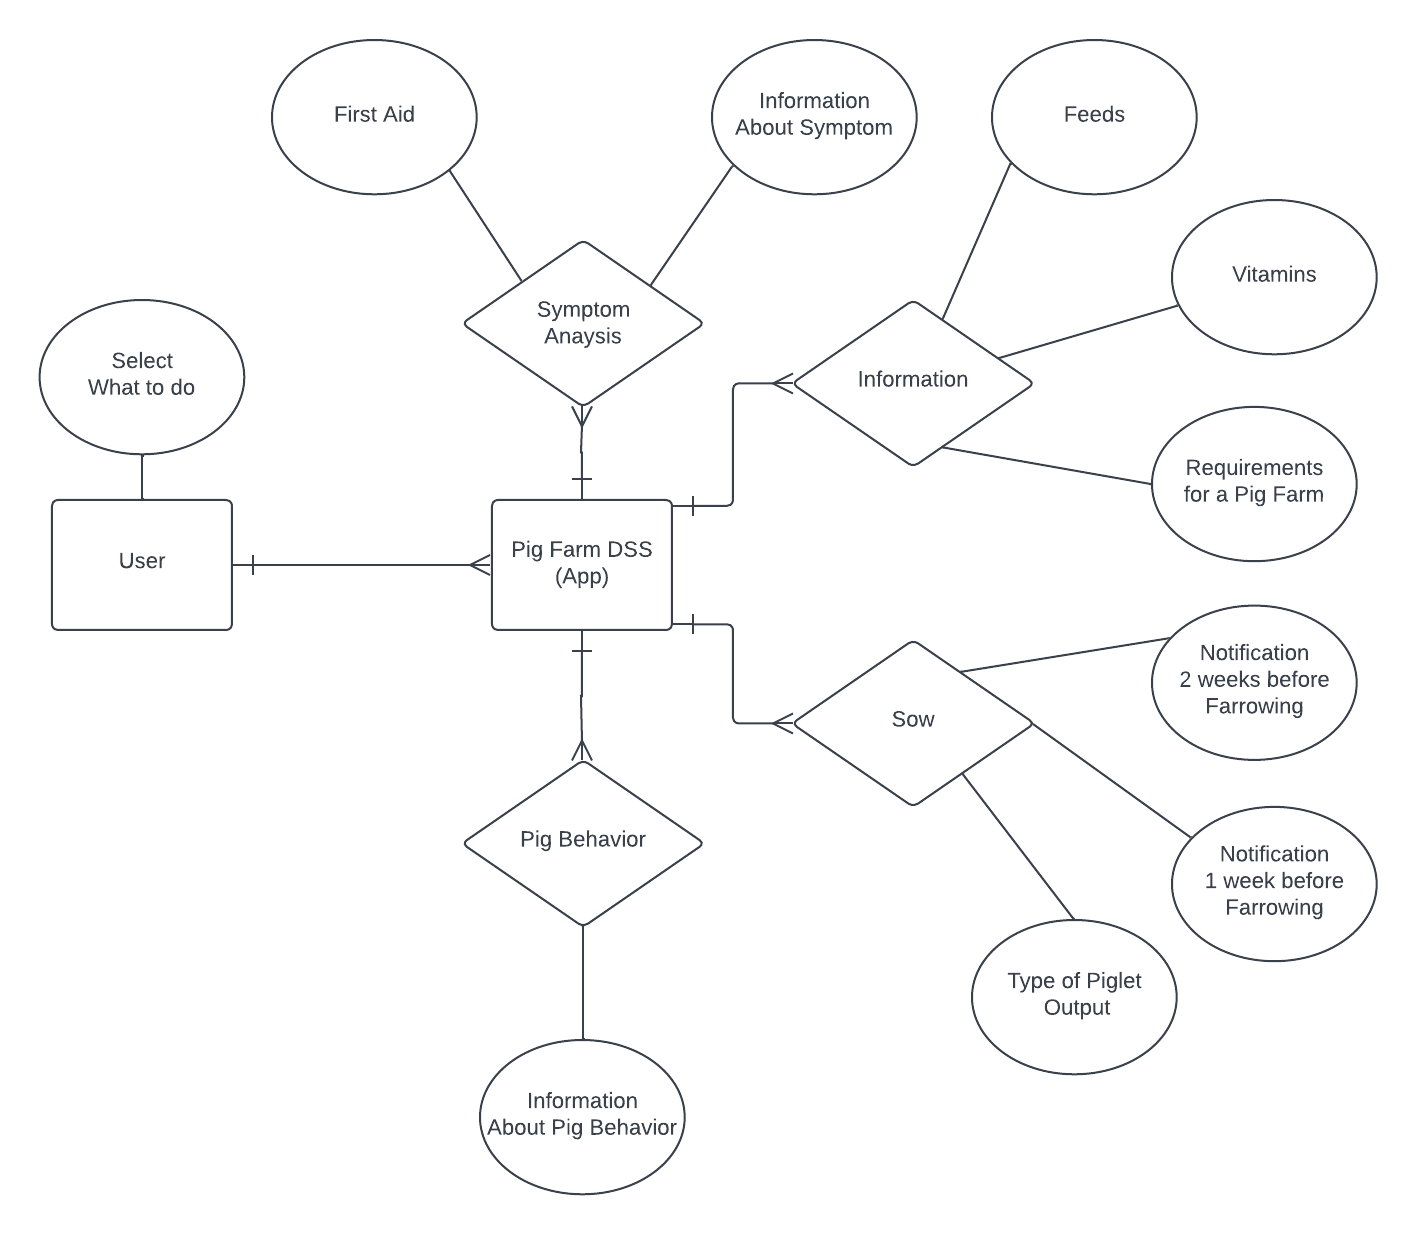 First Aid
Information
About Symptom
Feeds
Vitamins
Symptom
Anaysis
Select
What to do
Information
Requirements
for a Pig Farm
User
Pig Farm DSS
(App)
Notification
2 weeks before
Farrowing
Sow
Pig Behavior
Notification
1 week before
Farrowing
Type of Piglet
Output
Information
About Pig Behavior